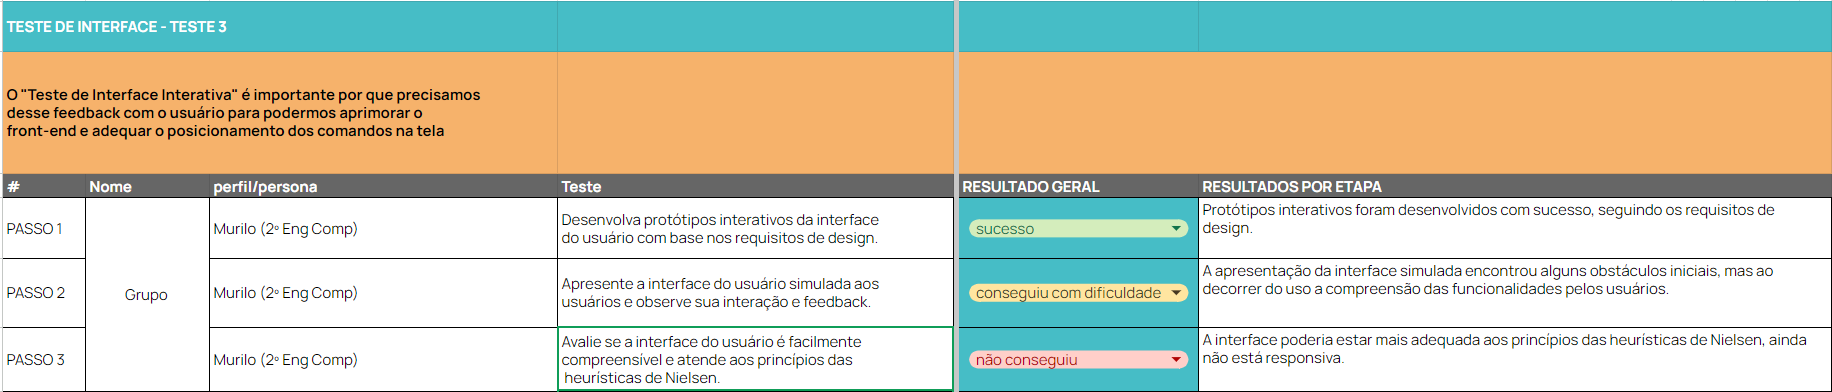 TESTE DE INTERFACE - TESTE 3
O "Teste de Interface Interativa" é importante por que precisamos
desse feedback com o usuário para podermos aprimorar o
front-end e adequar o posicionamento dos comandos na tela
# Nome perfil/persona Teste RESULTADO GERAL RESULTADOS POR ETAPA
PASSO 1
Grupo
Murilo (2º Eng Comp)
Desenvolva protótipos interativos da interface
do usuário com base nos requisitos de design.
sucesso
Protótipos interativos foram desenvolvidos com sucesso, seguindo os requisitos de
design.
PASSO 2
Murilo (2º Eng Comp)
Apresente a interface do usuário simulada aos
usuários e observe sua interação e feedback.
conseguiu com dificuldade
A apresentação da interface simulada encontrou alguns obstáculos iniciais, mas ao
decorrer do uso a compreensão das funcionalidades pelos usuários.
PASSO 3
Murilo (2º Eng Comp)
Avalie se a interface do usuário é facilmente
compreensível e atende aos princípios das
heurísticas de Nielsen.
não conseguiu
A interface poderia estar mais adequada aos princípios das heurísticas de Nielsen, ainda
não está responsiva.